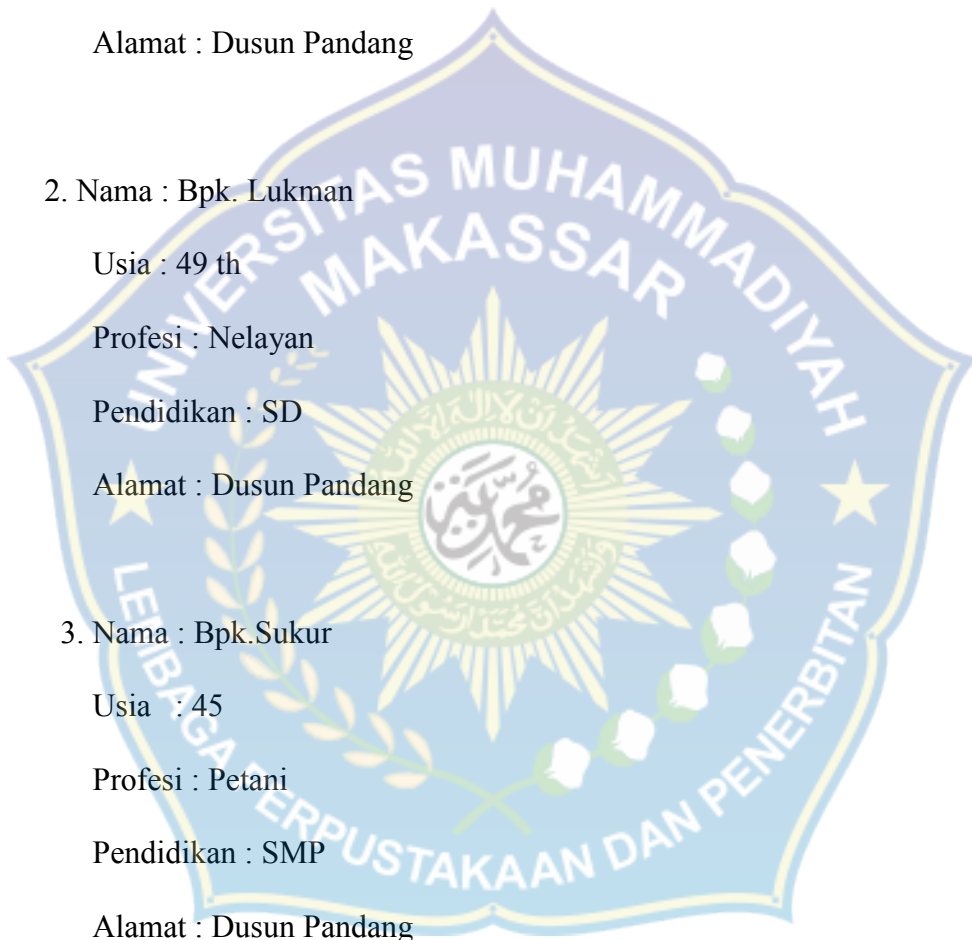 Alamat : Dusun Pandang
2. Nama : Bpk. Lukman
Usia : 49 th
Profesi : Nelayan
Pendidikan : SD
Alamat : Dusun Pandang
3. Nama : Bpk.Sukur
Usia : 45
Profesi : Petani
Pendidikan : SMP
Alamat : Dusun Pandang
UNIVERSITAS MUHAMMADIYAH
MAKASSAR
LEMBAGA PERPUSTAKAAN DAN PENERBITAN